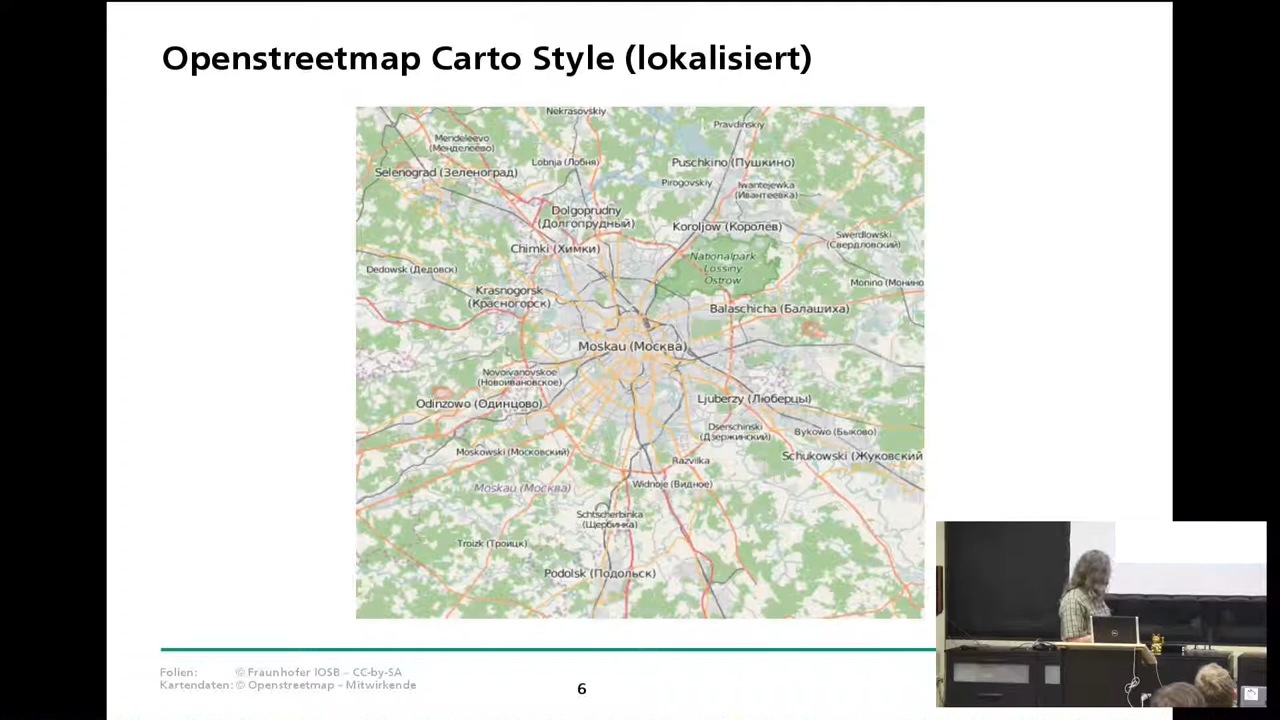 Openstreetmap Carto Style (lokalisiert)
Nekrasovskiy
Pravdinskiy
Mendeleevo
(Менделеево)
Lobnja (Лобня)
Puschkino (Пушкино)
Selenograd (Зеленоград)
Pirogovskiy
Iwantejewka
(Ивантеевка)
Dolgoprudny
(Долгопрудный)
Koroljow (Королёв)
Swerdlowski
(Свердловский)
Chimki (Химки)
Nationalpark
Lossiny
Ostrow
Dedowsk (Дедовск)
Monino (Монино
Krasnogorsk
(Красногорск)
Balaschicha (Балашиха)
Moskau (Москва)
Novoivanovskoe
(Новоивановское)
Odinzowo (Одинцово)
Ljuberzy (Люберцы)
Dserschinski
(Дзержинский)
Bykowo (Быково)
Moskowski (Московский)
Schukowski (Жуковский
Razvilka
Widnoje (Видное)
Moskau (Москва)
Schtscherbinka
(Щербинка)
Troizk (Троицк)
Podolsk (Подольск)
Folien: © Fraunhofer IOSB – CC-by-SA
Kartendaten: © Openstreetmap – Mitwirkende
6